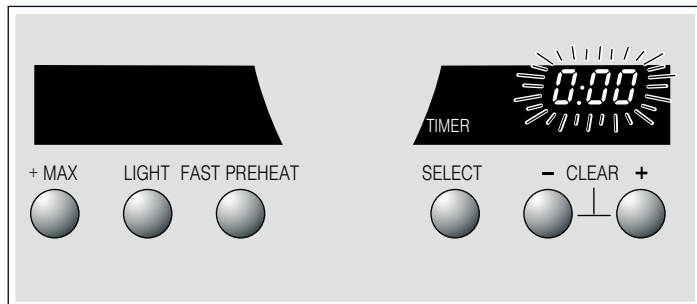 0:00
TIMER
+ MAX LIGHT FAST PREHEAT SELECT − CLEAR +